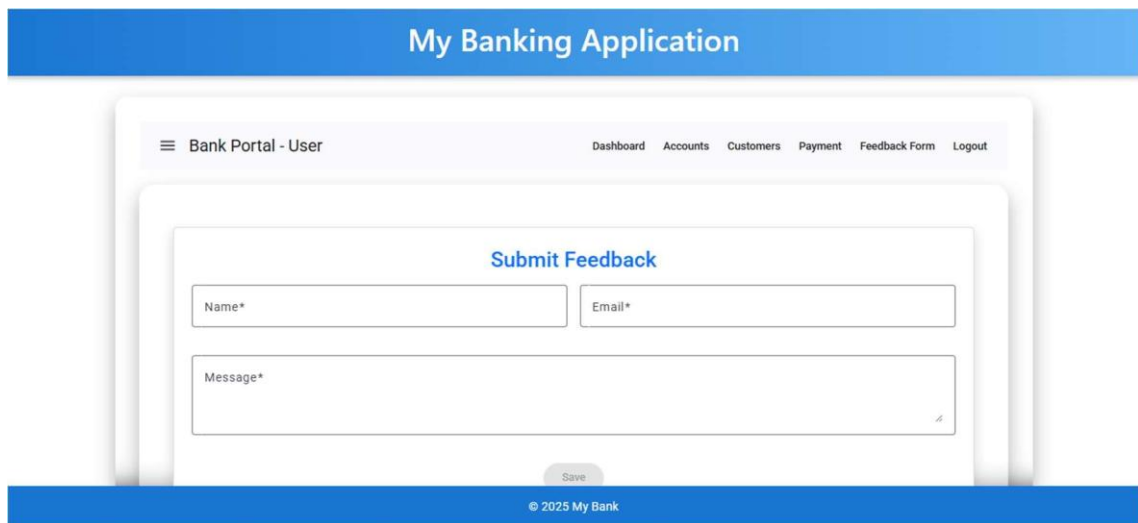 My Banking Application
Bank Portal - User Dashboard Accounts Customers Payment Feedback Form Logout
Submit Feedback
Name* Email*
Message*
Save
© 2025 My Bank